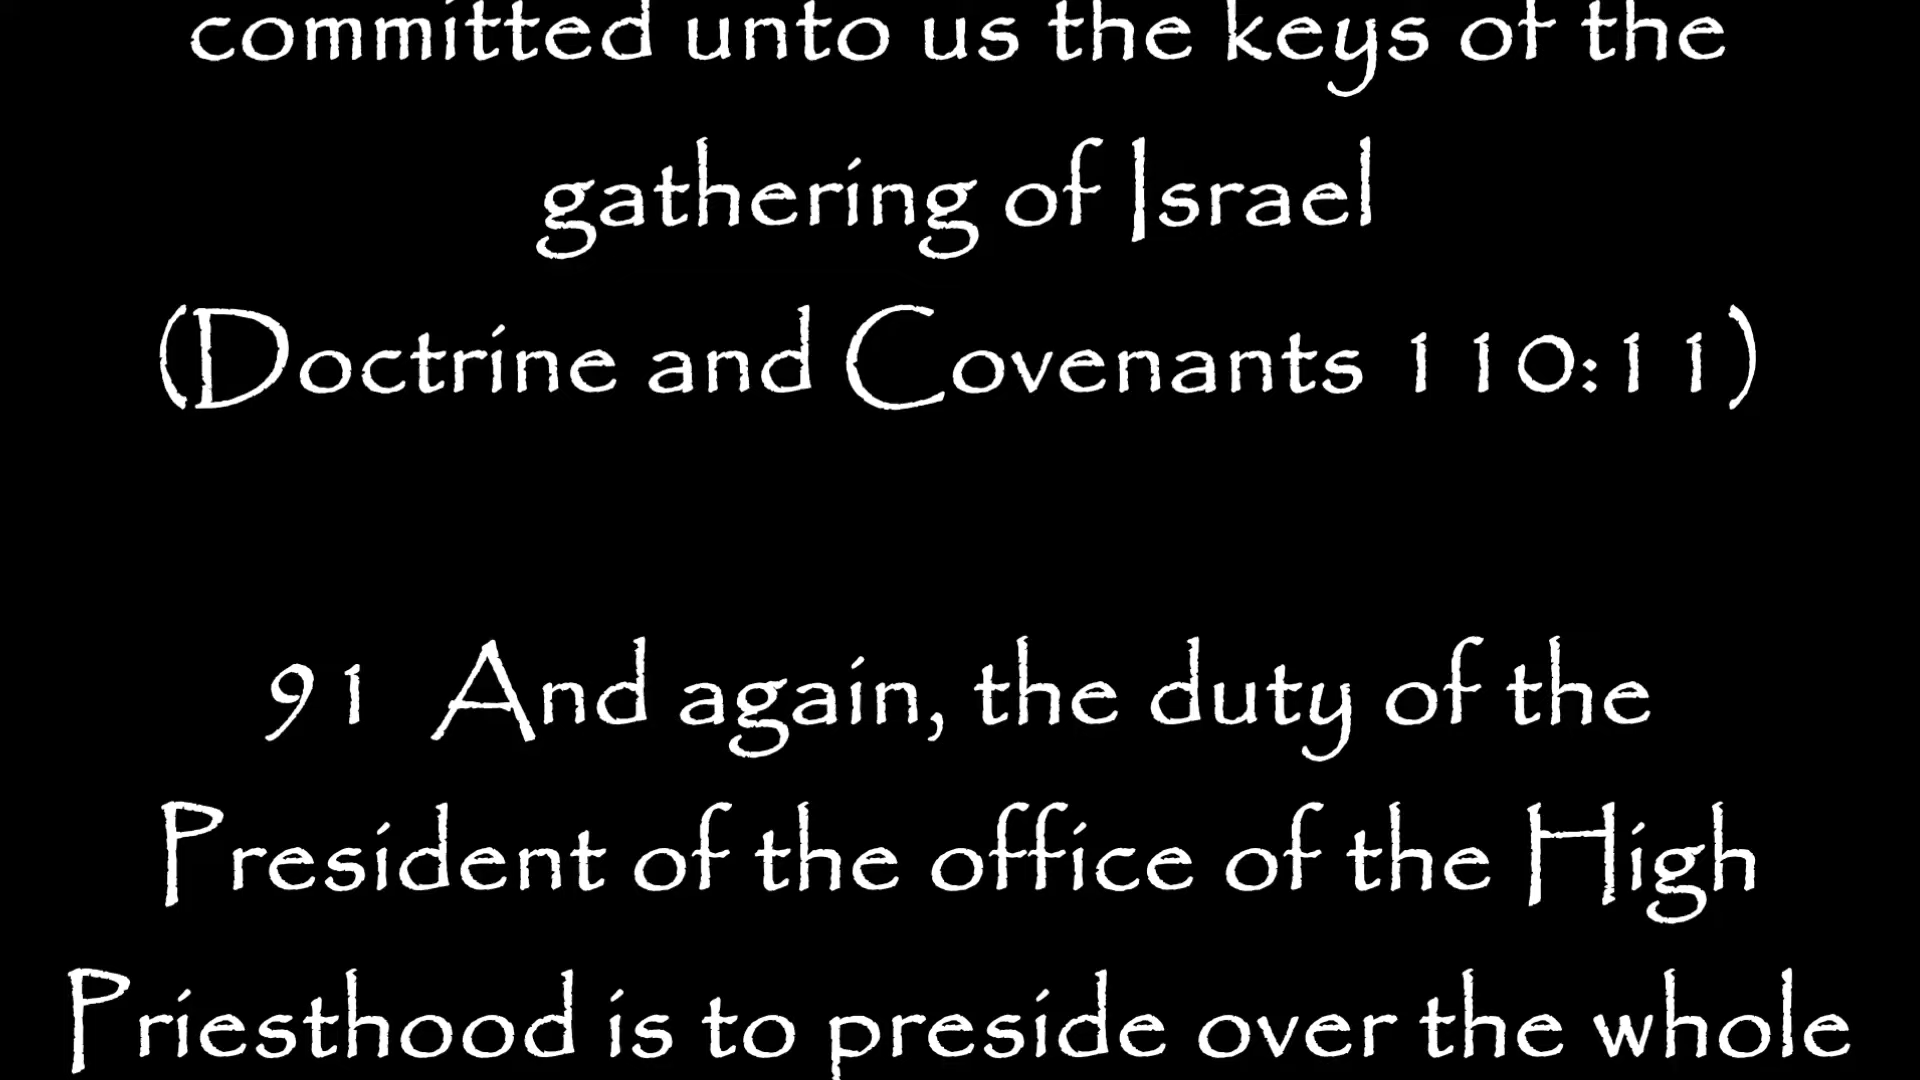 committed unto us the keys of the
gathering of Israel
(Doctrine and Covenants 110:11)
91 And again, the duty of the
President of the office of the High
Priesthood is to preside over the whole